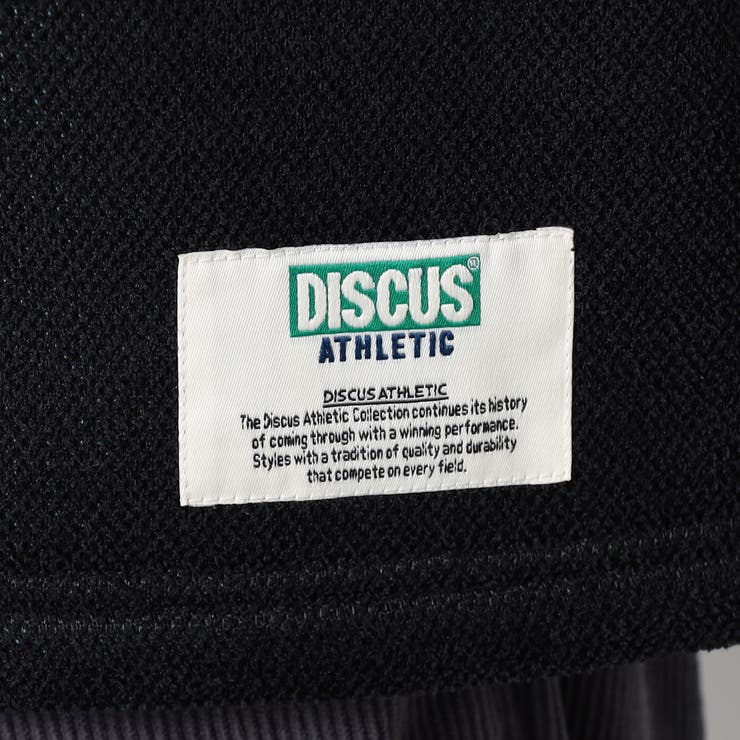 DISCUS®
ATHLETIC
DISCUS ATHLETIC
The Discus Athletic Collection continues its history
of coming through with a winning performance.
Styles with a tradition of quality and durability
that compete on every field.